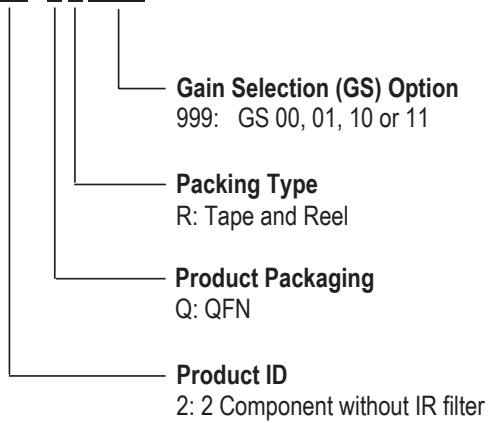 Gain Selection (GS) Option
999: GS 00, 01, 10 or 11
Packing Type
R: Tape and Reel
Product Packaging
Q: QFN
Product ID
2: 2 Component without IR filter